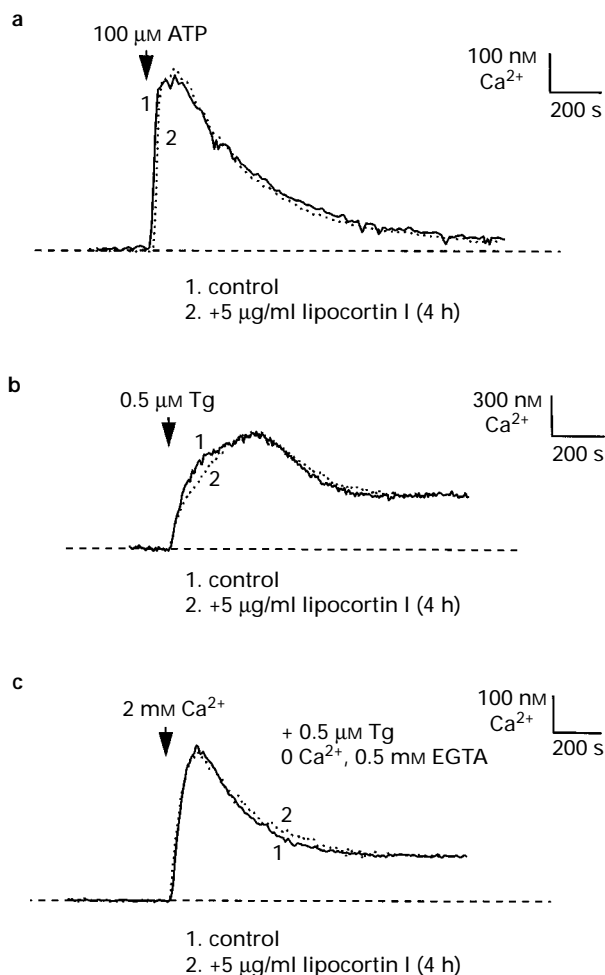 a
100 µM ATP
100 nM
Ca²⁺
200 s
1
2
1. control
2. +5 µg/ml lipocortin I (4 h)
b
0.5 µM Tg
300 nM
Ca²⁺
200 s
1
2
1. control
2. +5 µg/ml lipocortin I (4 h)
c
2 mM Ca²⁺
+ 0.5 µM Tg
0 Ca²⁺, 0.5 mM EGTA
100 nM
Ca²⁺
200 s
2
1
1. control
2. +5 µg/ml lipocortin I (4 h)